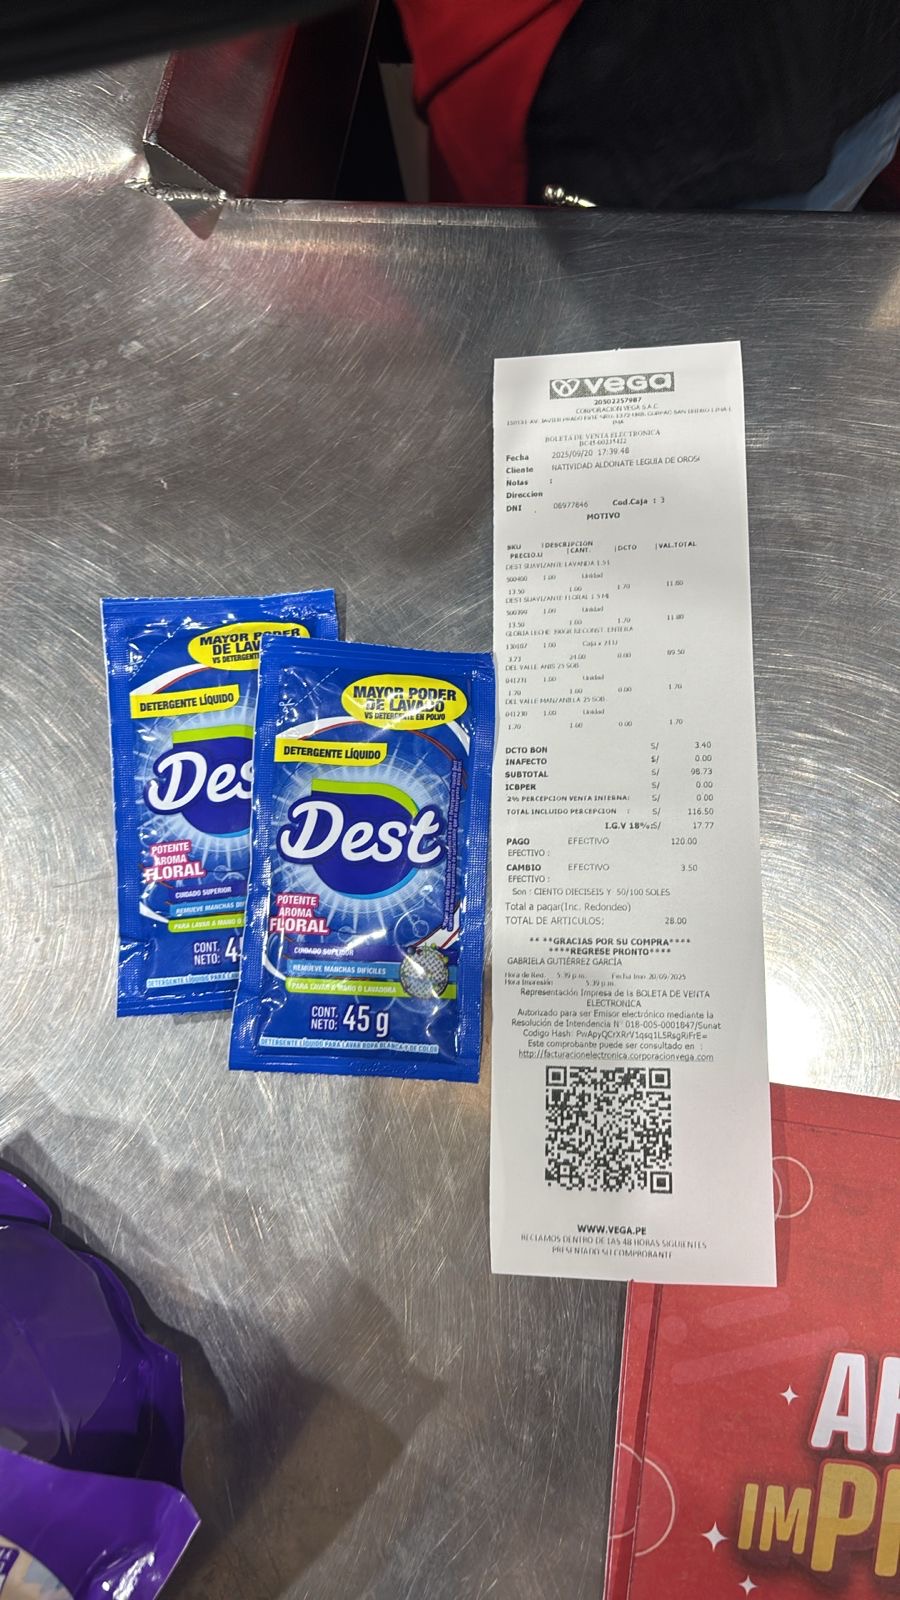 MAYOR PODER
DE LAV
VS DETERGENT
DETERGENTE LÍQUIDO
Des
POTENTE
AROMA
FLORAL
CUIDADO SUPERIOR
REMUEVE MANCHAS DI
PARA LAVAR A MANO O
CONT.
NETO: 4
MAYOR PODER
DE LAVADO
VS DETERGENTE EN POLVO
DETERGENTE LÍQUIDO
Dest
POTENTE
AROMA
FLORAL
CUIDADO SUPERIOR
REMUEVE MANCHAS DIFÍCILES
PARA LAVAR A MANO O LAVADORA
CONT.
NETO: 45 g
DETERGENTE LÍQUIDO PARA LAVAR ROPA BLANCA Y DE COLOR
vega
20502257987
CORPORACION VEGA S.A.C.
BOLETA DE VENTA ELECTRONICA
Fecha 2025/09/20 17:39:48
Cliente NATIVIDAD ALDONATE LEGUIA DE OROS
Notas :
Direccion
DNI 06977846 Cod.Caja : 3
MOTIVO
SKU |DESCRIPCION
PRECIO.U |CANT. |DCTO |VAL.TOTAL
DEST SUAVIZANTE LAVANDA 1.5 L
500400 1.00 Unidad
13.50 1.00 1.70 11.80
DEST SUAVIZANTE FLORAL 1.5
500399 1.00 Unidad
13.50 1.00 1.70 11.80
GLORIA LECHE 390GR RECONST. ENTERA
130107 1.00 Caja x 24U
3.73 24.00 0.00 89.50
DEL VALLE ANIS 25 SOB
041231 1.00 Unidad
1.70 1.00 0.00 1.70
DEL VALLE MANZANILLA 25 SOB
041230 1.00 Unidad
1.70 1.00 0.00 1.70
DCTO BON S/ 3.40
INAFECTO S/ 0.00
SUBTOTAL S/ 98.73
ICBPER S/ 0.00
2% PERCEPCION VENTA INTERNA: S/ 0.00
TOTAL INCLUIDO PERCEPCION : S/ 116.50
I.G.V 18%:S/ 17.77
PAGO EFECTIVO 120.00
EFECTIVO :
CAMBIO EFECTIVO 3.50
EFECTIVO :
Son : CIENTO DIECISEIS Y 50/100 SOLES
Total a pagar(Inc. Redondeo)
TOTAL DE ARTICULOS: 28.00
** **GRACIAS POR SU COMPRA****
****REGRESE PRONTO****
GABRIELA GUTIÉRREZ GARCÍA
Hora de Red. 5:39 p.m. Fecha Imp 20/09/2025
Hora Impresión 5:39 p.m.
Representación Impresa de la BOLETA DE VENTA
ELECTRONICA
Autorizado para ser Emisor electrónico mediante la
Resolución de Intendencia N° 018-005-0001847/Sunat
Codigo Hash: PwApyQCrXRrV1qsq1L5RsgRiFrE=
Este comprobante puede ser consultado en :
http://facturacionelectronica.corporacionvega.com
WWW.VEGA.PE
RECLAMOS DENTRO DE LAS 48 HORAS SIGUIENTES
PRESENTADO SU COMPROBANTE
AH
IMPR